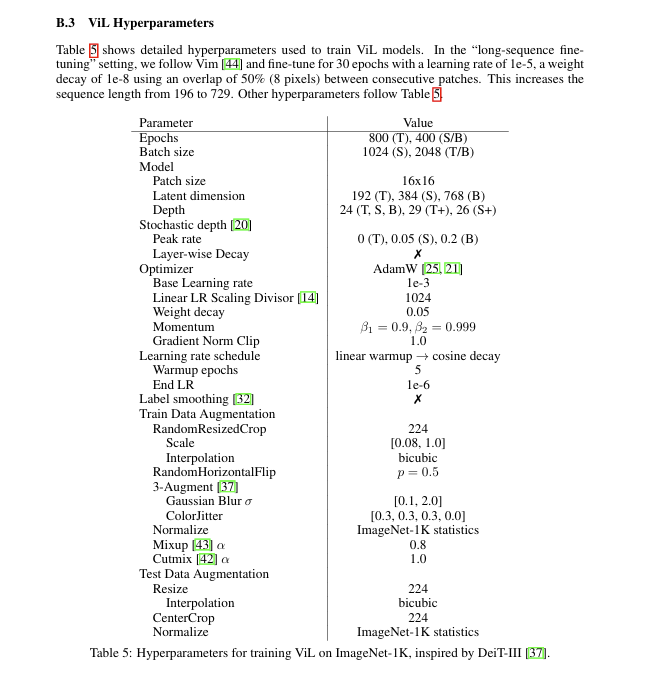 B.3 ViL Hyperparameters
Table 5 shows detailed hyperparameters used to train ViL models. In the “long-sequence fine-
tuning” setting, we follow Vim [44] and fine-tune for 30 epochs with a learning rate of 1e-5, a weight
decay of 1e-8 using an overlap of 50% (8 pixels) between consecutive patches. This increases the
sequence length from 196 to 729. Other hyperparameters follow Table 5.
Parameter Value
Epochs 800 (T), 400 (S/B)
Batch size 1024 (S), 2048 (T/B)
Model
Patch size 16x16
Latent dimension 192 (T), 384 (S), 768 (B)
Depth 24 (T, S, B), 29 (T+), 26 (S+)
Stochastic depth [20]
Peak rate 0 (T), 0.05 (S), 0.2 (B)
Layer-wise Decay ✗
Optimizer AdamW [25, 21]
Base Learning rate 1e-3
Linear LR Scaling Divisor [14] 1024
Weight decay 0.05
Momentum β₁ = 0.9, β₂ = 0.999
Gradient Norm Clip 1.0
Learning rate schedule linear warmup → cosine decay
Warmup epochs 5
End LR 1e-6
Label smoothing [32] ✗
Train Data Augmentation
RandomResizedCrop 224
Scale [0.08, 1.0]
Interpolation bicubic
RandomHorizontalFlip p = 0.5
3-Augment [37]
Gaussian Blur σ [0.1, 2.0]
ColorJitter [0.3, 0.3, 0.3, 0.0]
Normalize ImageNet-1K statistics
Mixup [43] α 0.8
Cutmix [42] α 1.0
Test Data Augmentation
Resize 224
Interpolation bicubic
CenterCrop 224
Normalize ImageNet-1K statistics
Table 5: Hyperparameters for training ViL on ImageNet-1K, inspired by DeiT-III [37].